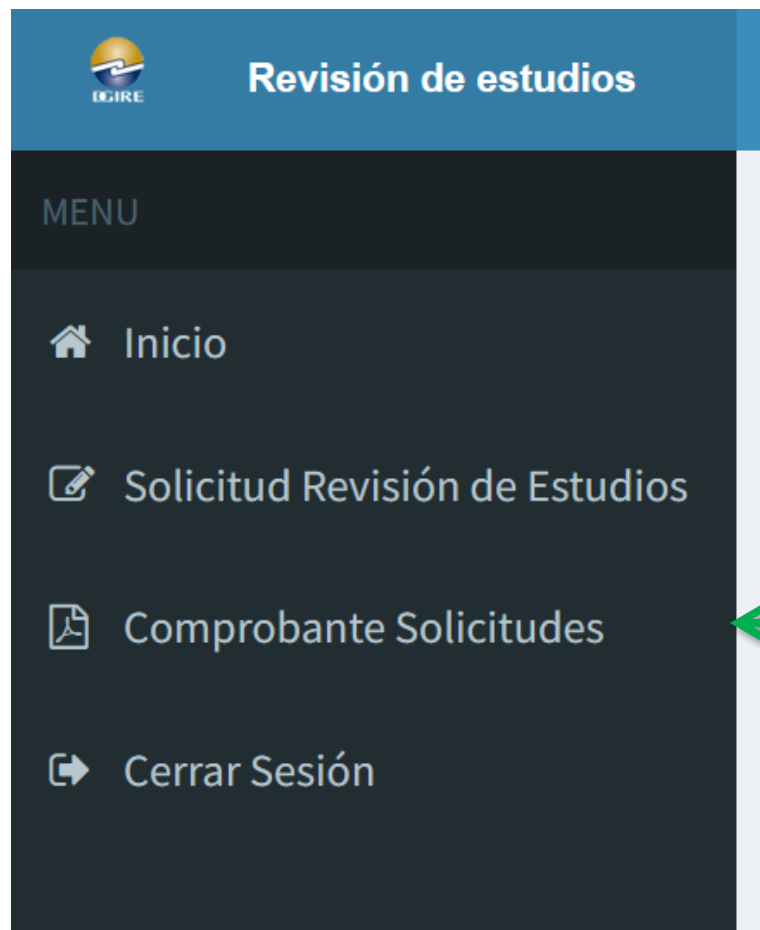 DGIRE
Revisión de estudios
MENU
Inicio
Solicitud Revisión de Estudios
Comprobante Solicitudes
Cerrar Sesión